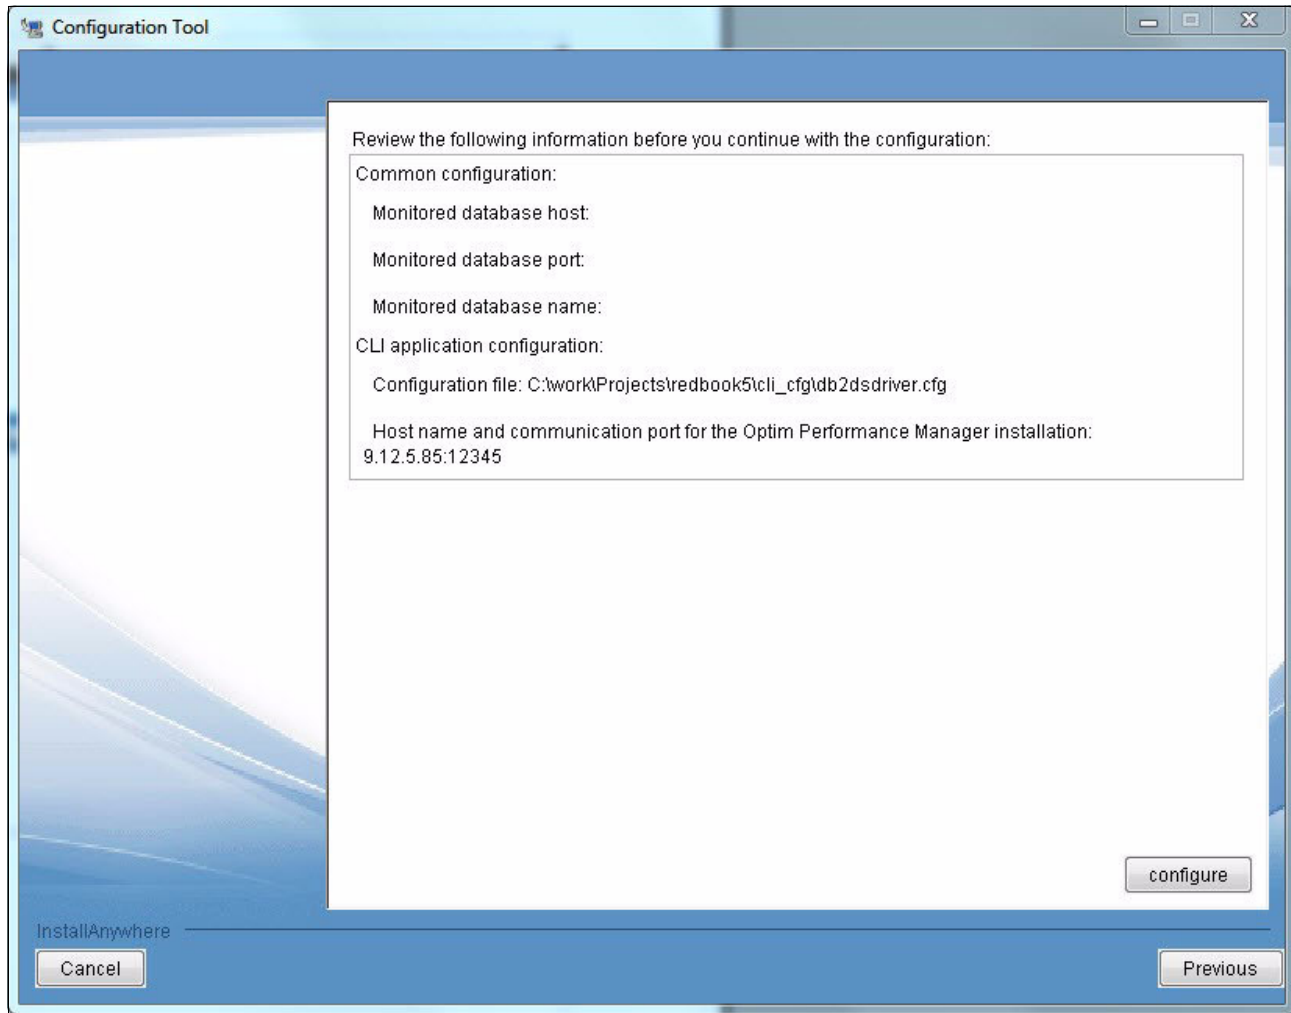 Configuration Tool
Review the following information before you continue with the configuration:
Common configuration:
Monitored database host:
Monitored database port:
Monitored database name:
CLI application configuration:
Configuration file: C:\work\Projects\redbook5\cli_cfg\db2dsdriver.cfg
Host name and communication port for the Optim Performance Manager installation:
9.12.5.85:12345
configure
InstallAnywhere
Cancel
Previous